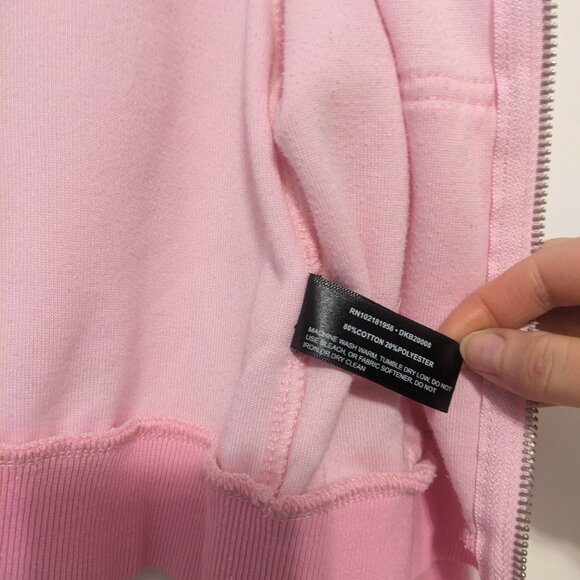 RN102181958 • DKB20008
80%COTTON 20%POLYESTER
MACHINE WASH WARM, TUMBLE DRY LOW, DO NOT
USE BLEACH, OR FABRIC SOFTENER, DO NOT
IRON OR DRY CLEAN